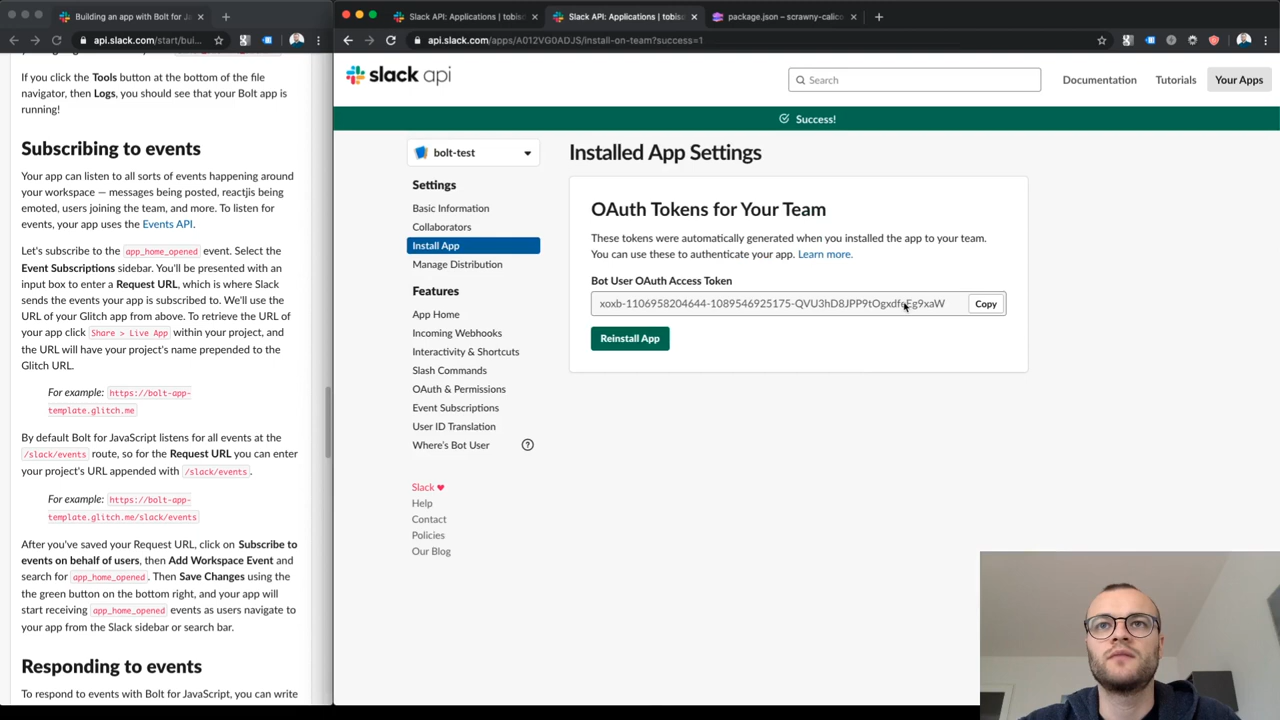 Building an app with Bolt for Ja
api.slack.com/start/bui...
If you click the Tools button at the bottom of the file
navigator, then Logs, you should see that your Bolt app is
running!
Subscribing to events
Your app can listen to all sorts of events happening around
your workspace — messages being posted, reactjis being
emoted, users joining the team, and more. To listen for
events, your app uses the Events API.
Let's subscribe to the app_home_opened event. Select the
Event Subscriptions sidebar. You'll be presented with an
input box to enter a Request URL, which is where Slack
sends the events your app is subscribed to. We'll use the
URL of your Glitch app from above. To retrieve the URL of
your app click Share > Live App within your project, and
the URL will have your project's name prepended to the
Glitch URL.
For example: https://bolt-app-
template.glitch.me
By default Bolt for JavaScript listens for all events at the
/slack/events route, so for the Request URL you can enter
your project's URL appended with /slack/events.
For example: https://bolt-app-
template.glitch.me/slack/events
After you've saved your Request URL, click on Subscribe to
events on behalf of users, then Add Workspace Event and
search for app_home_opened. Then Save Changes using the
the green button on the bottom right, and your app will
start receiving app_home_opened events as users navigate to
your app from the Slack sidebar or search bar.
Responding to events
To respond to events with Bolt for JavaScript, you can write
Slack API: Applications | tobis
Slack API: Applications | tobis
package.json – scrawny-calic
api.slack.com/apps/A012VG0ADJS/install-on-team?success=1
slack api
Search
Documentation
Tutorials
Your Apps
Success!
bolt-test
Settings
Basic Information
Collaborators
Install App
Manage Distribution
Features
App Home
Incoming Webhooks
Interactivity & Shortcuts
Slash Commands
OAuth & Permissions
Event Subscriptions
User ID Translation
Where's Bot User
Slack
Help
Contact
Policies
Our Blog
Installed App Settings
OAuth Tokens for Your Team
These tokens were automatically generated when you installed the app to your team.
You can use these to authenticate your app. Learn more.
Bot User OAuth Access Token
Copy
Reinstall App